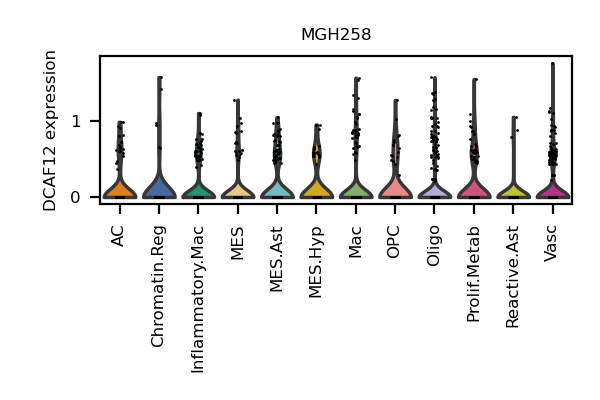 MGH258
DCAF12 expression
1
0
AC
Chromatin.Reg
Inflammatory.Mac
MES
MES.Ast
MES.Hyp
Mac
OPC
Oligo
Prolif.Metab
Reactive.Ast
Vasc